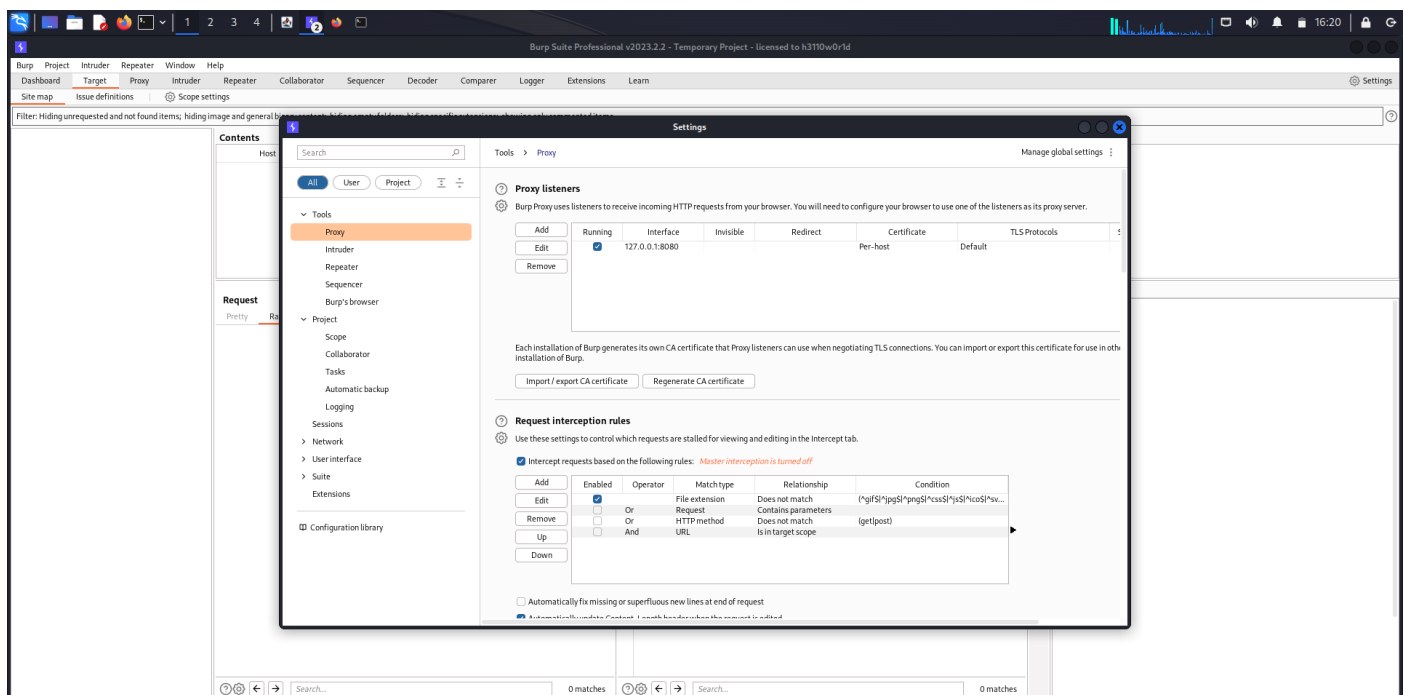 1 2 3 4 2 16:20
Burp Suite Professional v2023.2.2 - Temporary Project - licensed to h3110w0r1d
Burp Project Intruder Repeater Window Help
Dashboard Target Proxy Intruder Repeater Collaborator Sequencer Decoder Comparer Logger Extensions Learn Settings
Site map Issue definitions Scope settings
Filter: Hiding unrequested and not found items; hiding image and general
Contents
Host
Request
Pretty Ra
Settings
Search
All User Project
Tools
Proxy
Intruder
Repeater
Sequencer
Burp's browser
Project
Scope
Collaborator
Tasks
Automatic backup
Logging
Sessions
Network
User interface
Suite
Extensions
Configuration library
Tools > Proxy Manage global settings
Proxy listeners
Burp Proxy uses listeners to receive incoming HTTP requests from your browser. You will need to configure your browser to use one of the listeners as its proxy server.
Add
Edit
Remove
Running Interface Invisible Redirect Certificate TLS Protocols
127.0.0.1:8080 Per-host Default
Each installation of Burp generates its own CA certificate that Proxy listeners can use when negotiating TLS connections. You can import or export this certificate for use in othe
installation of Burp.
Import / export CA certificate Regenerate CA certificate
Request interception rules
Use these settings to control which requests are stalled for viewing and editing in the Intercept tab.
Intercept requests based on the following rules: Master interception is turned off
Add
Edit
Remove
Up
Down
Enabled Operator Match type Relationship Condition
File extension Does not match (^gif$|^jpg$|^png$|^css$|^js$|^ico$|^sv...
Or Request Contains parameters
Or HTTP method Does not match (get|post)
And URL Is in target scope
Automatically fix missing or superfluous new lines at end of request
Automatically update Content-Length header when the request is edited
Search... 0 matches Search... 0 matches